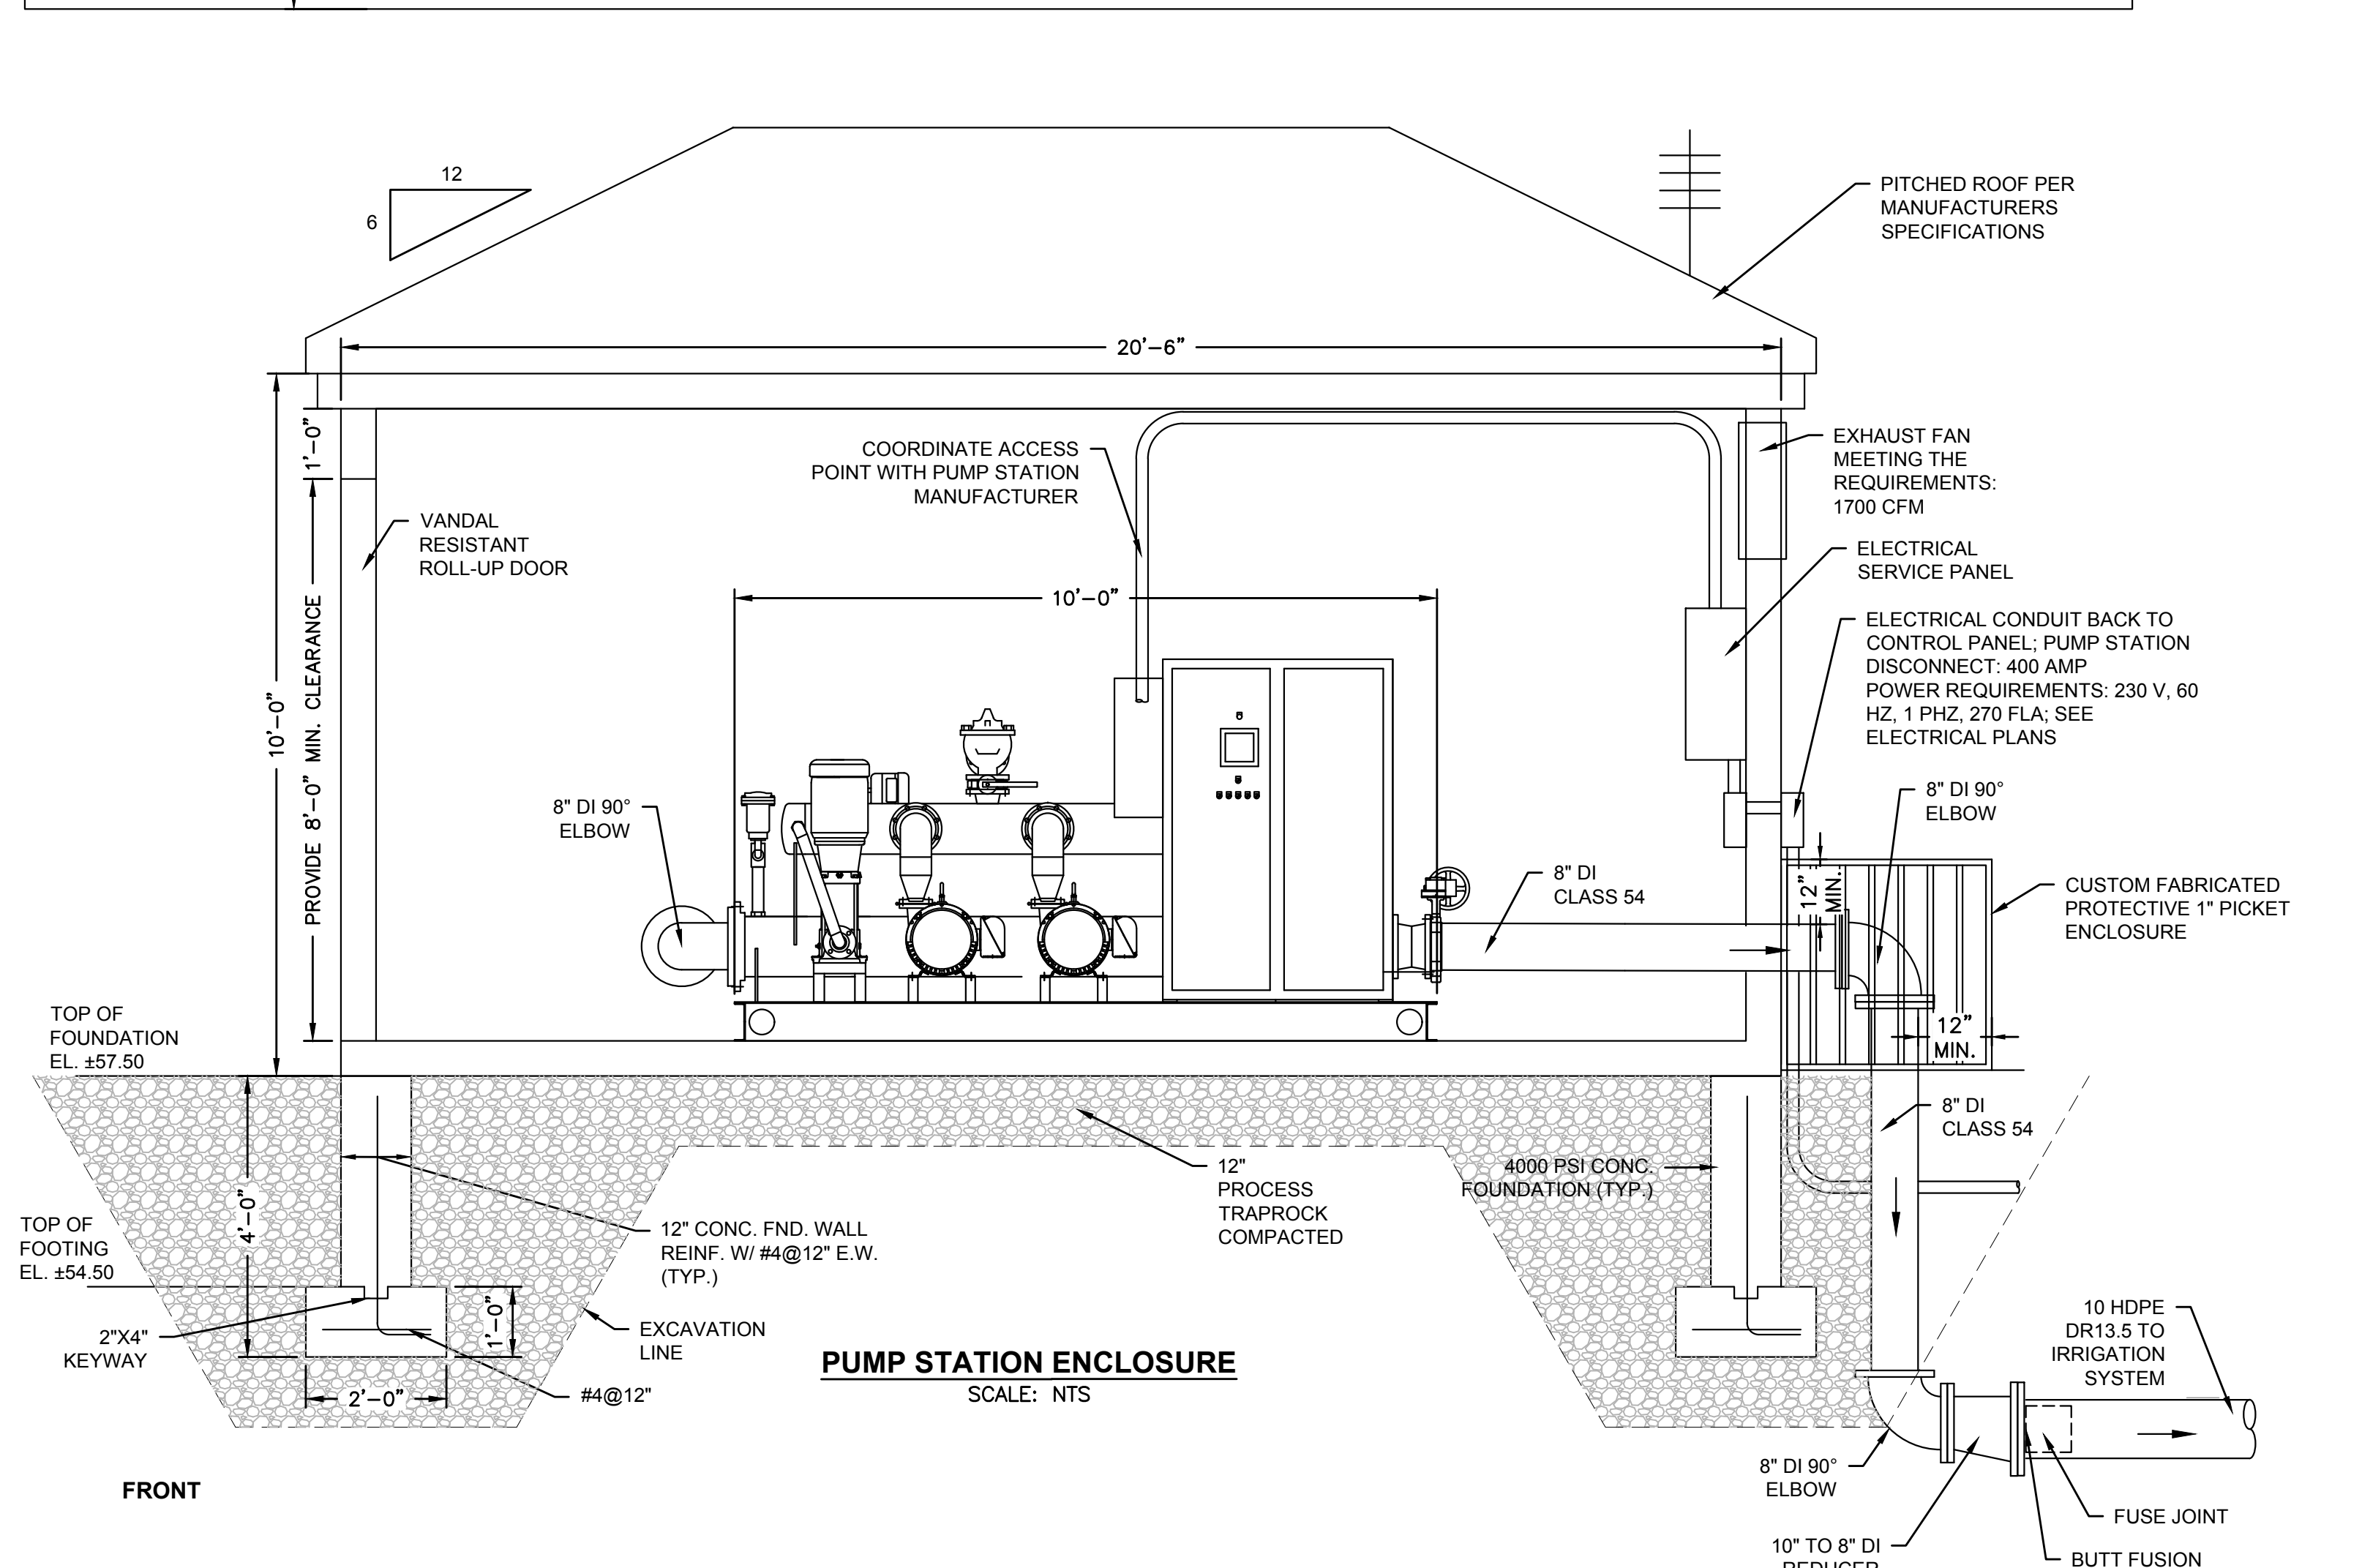 12
6
PITCHED ROOF PER
MANUFACTURERS
SPECIFICATIONS
20'-6"
1'-0"
COORDINATE ACCESS
POINT WITH PUMP STATION
MANUFACTURER
EXHAUST FAN
MEETING THE
REQUIREMENTS:
1700 CFM
VANDAL
RESISTANT
ROLL-UP DOOR
ELECTRICAL
SERVICE PANEL
10'-0"
ELECTRICAL CONDUIT BACK TO
CONTROL PANEL; PUMP STATION
DISCONNECT: 400 AMP
POWER REQUIREMENTS: 230 V, 60
HZ, 1 PHZ, 270 FLA; SEE
ELECTRICAL PLANS
10'-0"
PROVIDE 8'-0" MIN. CLEARANCE
8" DI 90°
ELBOW
8" DI 90°
ELBOW
8" DI
CLASS 54
12"
MIN.
CUSTOM FABRICATED
PROTECTIVE 1" PICKET
ENCLOSURE
TOP OF
FOUNDATION
EL. ±57.50
12"
MIN.
8" DI
CLASS 54
12"
PROCESS
TRAPROCK
COMPACTED
4000 PSI CONC.
FOUNDATION (TYP.)
4'-0"
TOP OF
FOOTING
EL. ±54.50
12" CONC. FND. WALL
REINF. W/ #4@12" E.W.
(TYP.)
2"X4"
KEYWAY
1'-0"
EXCAVATION
LINE
2'-0"
#4@12"
10 HDPE
DR13.5 TO
IRRIGATION
SYSTEM
PUMP STATION ENCLOSURE
SCALE: NTS
FRONT
8" DI 90°
ELBOW
FUSE JOINT
10" TO 8" DI
REDUCER
BUTT FUSION